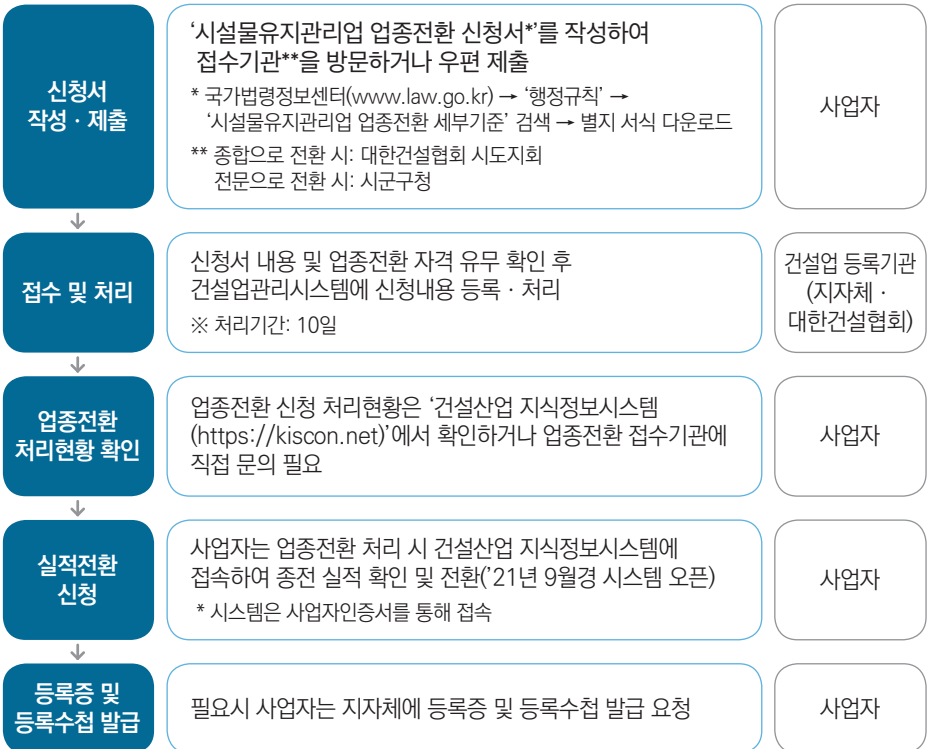 신청서
작성 · 제출
‘시설물유지관리업 업종전환 신청서*’를 작성하여
접수기관**을 방문하거나 우편 제출
* 국가법령정보센터(www.law.go.kr) → ‘행정규칙’ →
‘시설물유지관리업 업종전환 세부기준’ 검색 → 별지 서식 다운로드
** 종합으로 전환 시: 대한건설협회 시도지회
전문으로 전환 시: 시군구청
사업자
↓
접수 및 처리
신청서 내용 및 업종전환 자격 유무 확인 후
건설업관리시스템에 신청내용 등록 · 처리
※ 처리기간: 10일
건설업 등록기관
(지자체 ·
대한건설협회)
↓
업종전환
처리현황 확인
업종전환 신청 처리현황은 ‘건설산업 지식정보시스템
(https://kiscon.net)’에서 확인하거나 업종전환 접수기관에
직접 문의 필요
사업자
↓
실적전환
신청
사업자는 업종전환 처리 시 건설산업 지식정보시스템에
접속하여 종전 실적 확인 및 전환(’21년 9월경 시스템 오픈)
* 시스템은 사업자인증서를 통해 접속
사업자
↓
등록증 및
등록수첩 발급
필요시 사업자는 지자체에 등록증 및 등록수첩 발급 요청
사업자